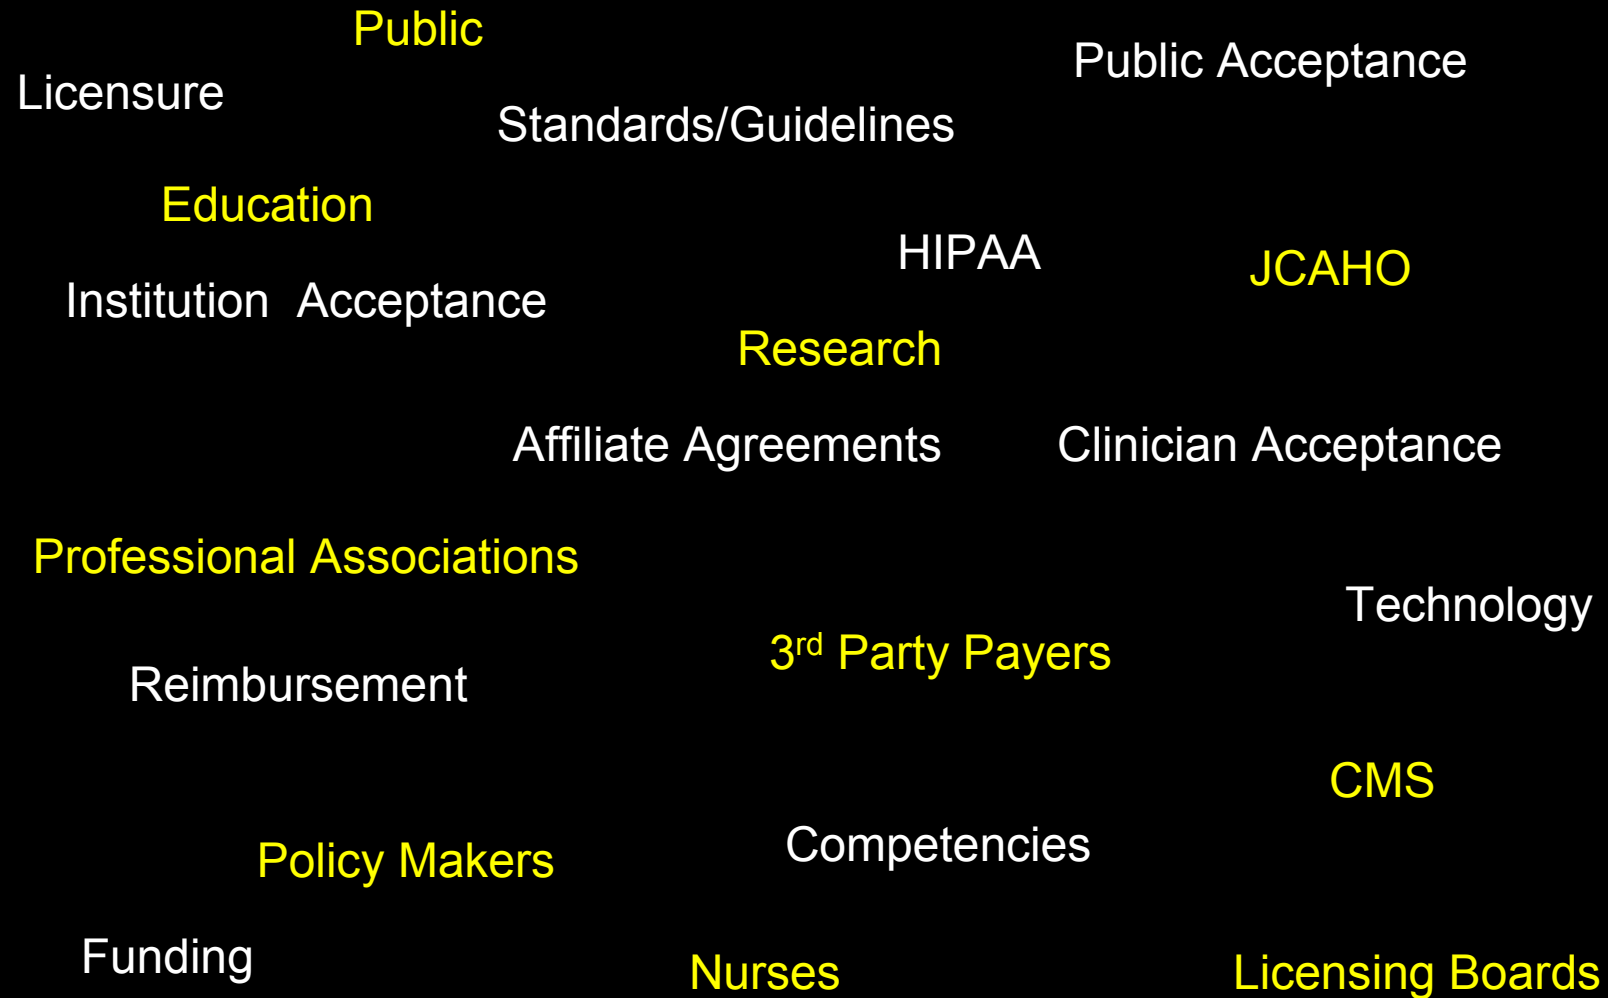 Public
Public Acceptance
Licensure
Standards/Guidelines
Education
HIPAA
JCAHO
Institution  Acceptance
Research
Affiliate Agreements
Clinician Acceptance
Professional Associations
Technology
3rd Party Payers
Reimbursement
CMS
Competencies
Policy Makers
Funding
Nurses
Licensing Boards